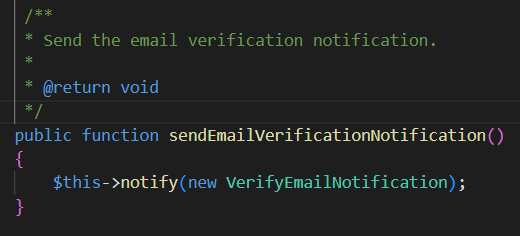 /**
* Send the email verification notification.
*
* @return void
*/
public function sendEmailVerificationNotification()
{
$this->notify(new VerifyEmailNotification);
}